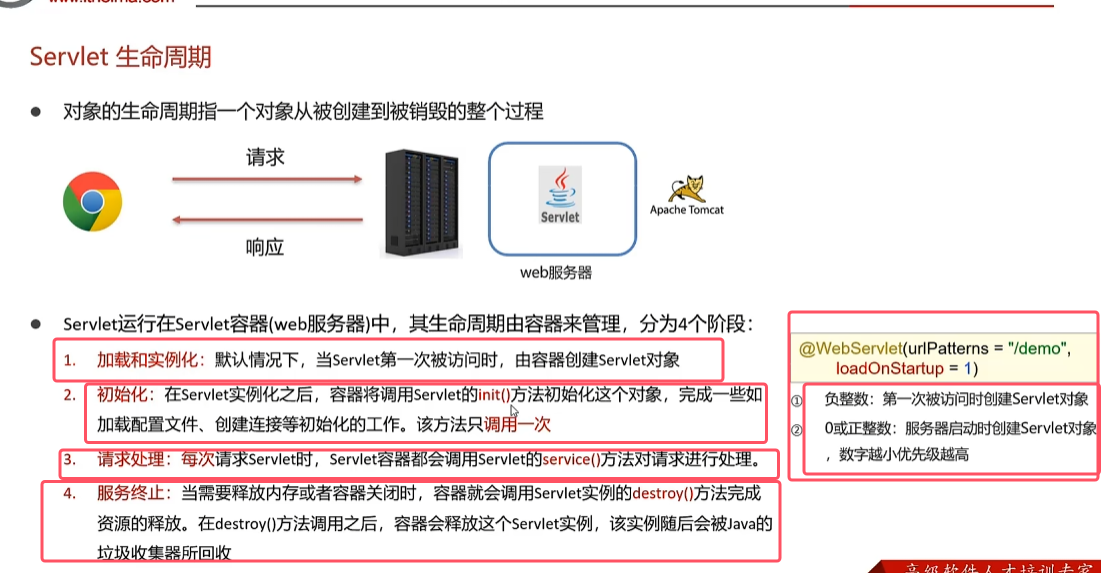 www.itheima.com
Servlet 生命周期
● 对象的生命周期指一个对象从被创建到被销毁的整个过程
请求
响应
Servlet
Apache Tomcat
web服务器
● Servlet运行在Servlet容器(web服务器)中，其生命周期由容器来管理，分为4个阶段：
1. 加载和实例化：默认情况下，当Servlet第一次被访问时，由容器创建Servlet对象
2. 初始化：在Servlet实例化之后，容器将调用Servlet的init()方法初始化这个对象，完成一些如
加载配置文件、创建连接等初始化的工作。该方法只调用一次
3. 请求处理：每次请求Servlet时，Servlet容器都会调用Servlet的service()方法对请求进行处理。
4. 服务终止：当需要释放内存或者容器关闭时，容器就会调用Servlet实例的destroy()方法完成
资源的释放。在destroy()方法调用之后，容器会释放这个Servlet实例，该实例随后会被Java的
垃圾收集器所回收
@WebServlet(urlPatterns = "/demo",
loadOnStartup = 1)
① 负整数：第一次被访问时创建Servlet对象
② 0或正整数：服务器启动时创建Servlet对象
，数字越小优先级越高
高级软件人才培训专家